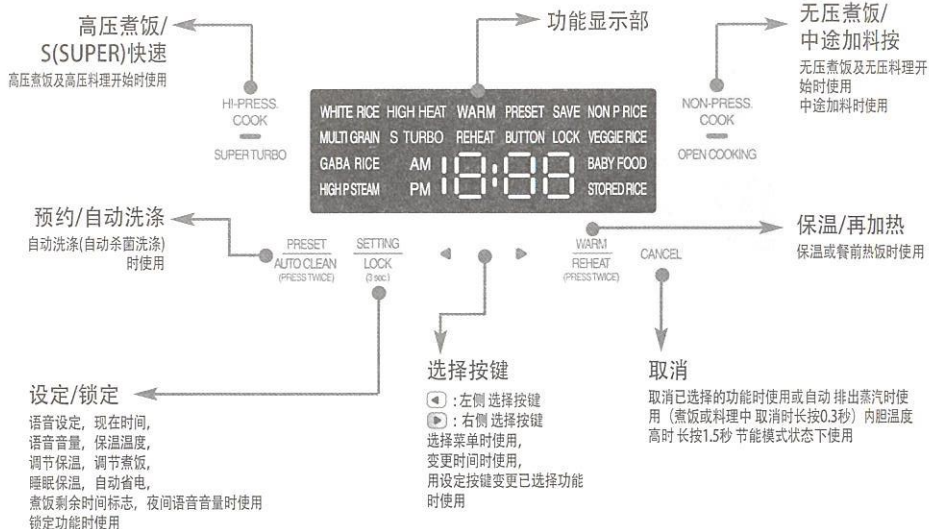 高压煮饭/
S(SUPER)快速
高压煮饭及高压料理开始时使用
功能显示部
无压煮饭/
中途加料按
无压煮饭及无压料理开
始时使用
中途加料时使用
HI-PRESS.
COOK
SUPER TURBO
WHITE RICE HIGH HEAT WARM PRESET SAVE NON P RICE
MULTI GRAIN S TURBO REHEAT BUTTON LOCK VEGGIE RICE
GABA RICE AM BABY FOOD
HIGH P STEAM PM 18:88 STORED RICE
NON-PRESS.
COOK
OPEN COOKING
预约/自动洗涤
自动洗涤(自动杀菌洗涤)
时使用
PRESET
AUTO CLEAN
(PRESS TWICE)
SETTING
LOCK
(3 sec.)
◀ ▶
WARM
REHEAT
(PRESS TWICE)
CANCEL
保温/再加热
保温或餐前热饭时使用
设定/锁定
语音设定, 现在时间,
语音音量, 保温温度,
调节保温, 调节煮饭,
睡眠保温, 自动省电,
煮饭剩余时间标志, 夜间语音音量时使用
锁定功能时使用
选择按键
◀ : 左侧 选择按键
▶ : 右侧 选择按键
选择菜单时使用,
变更时间时使用,
用设定按键变更已选择功能
时使用
取消
取消已选择的功能时使用或自动 排出蒸汽时使
用 (煮饭或料理中 取消时长按0.3秒) 内胆温度
高时 长按1.5秒 节能模式状态下使用